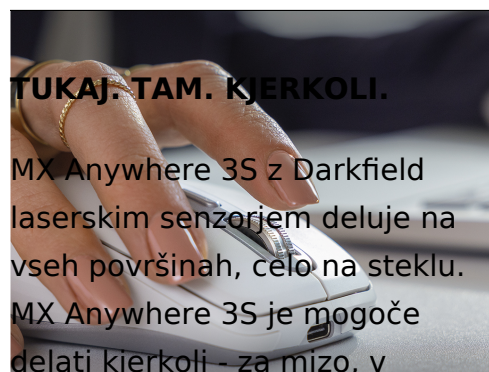 TUKAJ. TAM. KJERKOLI.
MX Anywhere 3S z Darkfield
laserskim senzorjem deluje na
vseh površinah, celo na steklu.
MX Anywhere 3S je mogoče
delati kjerkoli - za mizo, v